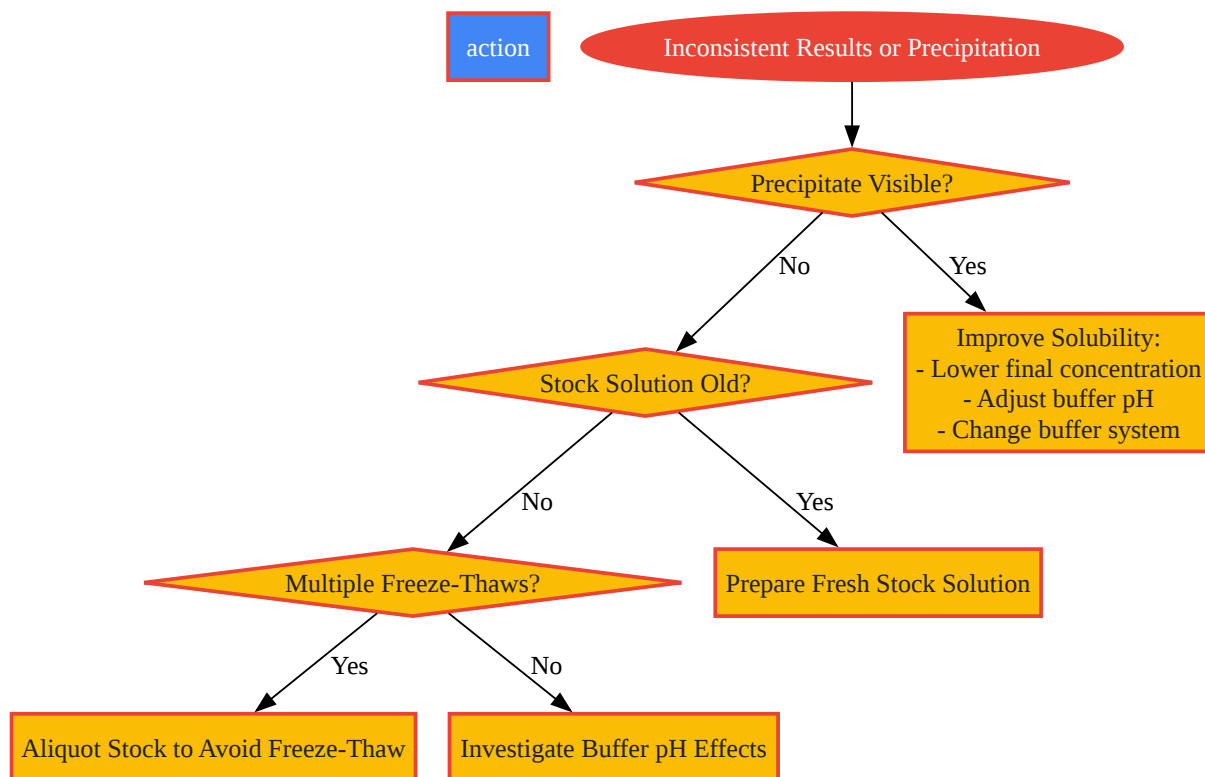 action
Inconsistent Results or Precipitation
Precipitate Visible?
No
Yes
Improve Solubility:
- Lower final concentration
- Adjust buffer pH
- Change buffer system
Stock Solution Old?
No
Yes
Multiple Freeze-Thaws?
Prepare Fresh Stock Solution
Yes
No
Aliquot Stock to Avoid Freeze-Thaw
Investigate Buffer pH Effects